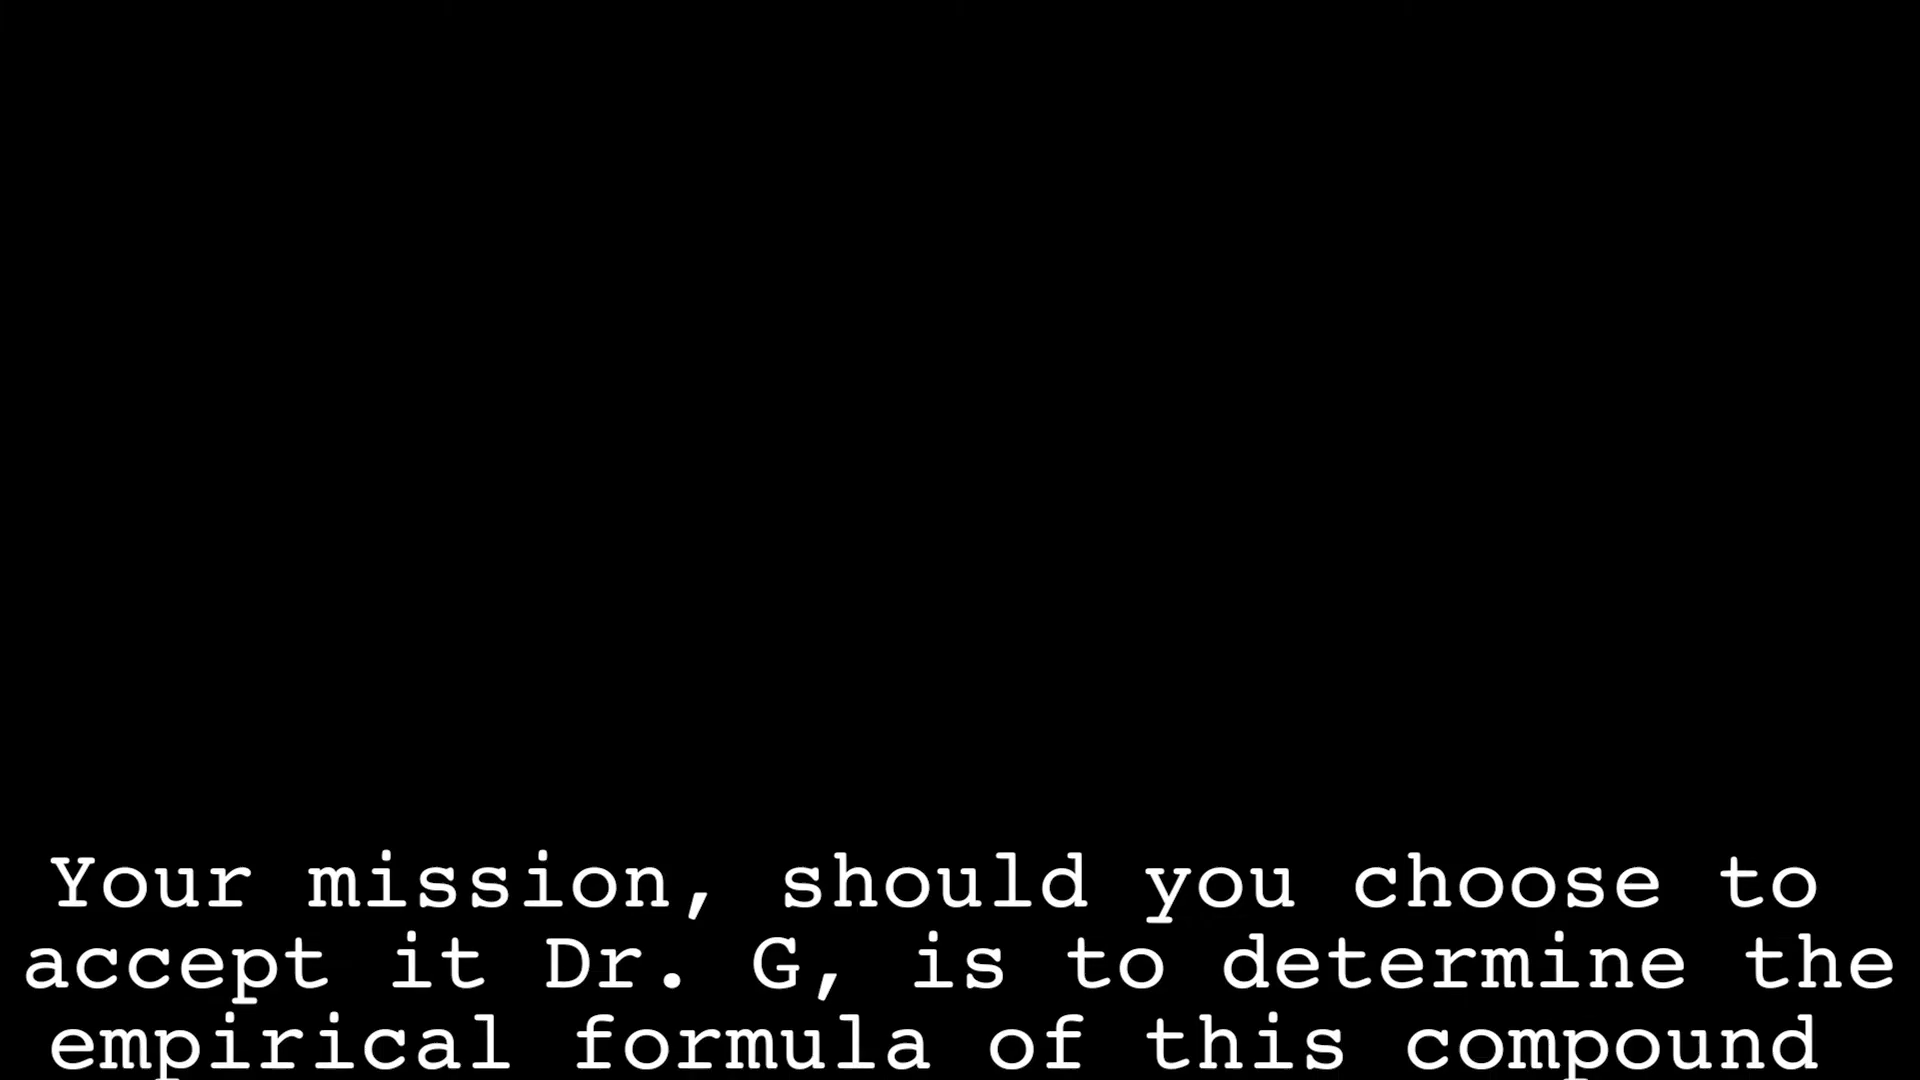 Your mission, should you choose to
accept it Dr. G, is to determine the
empirical formula of this compound